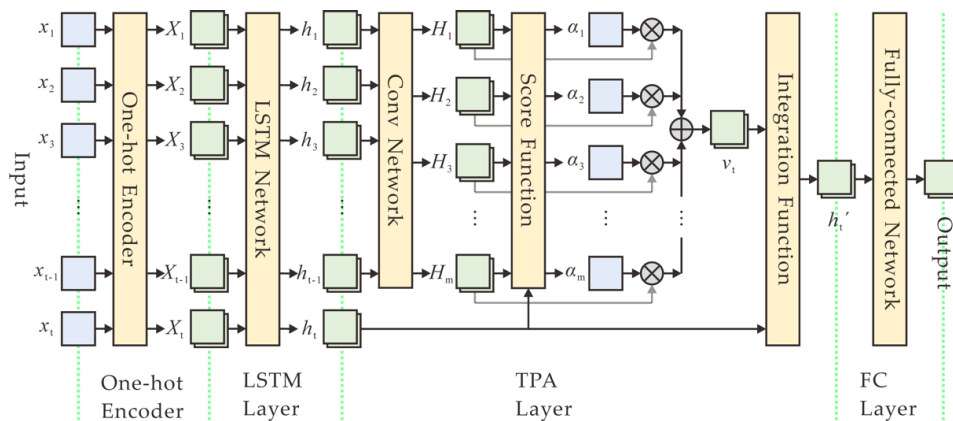 Input
x₁
x₂
x₃
⋮
xₜ₋₁
xₜ
One-hot Encoder
X₁
X₂
X₃
⋮
Xₜ₋₁
Xₜ
LSTM Network
h₁
h₂
h₃
⋮
hₜ₋₁
hₜ
Conv Network
H₁
H₂
H₃
⋮
Hₘ
Score Function
α₁
α₂
α₃
⋮
αₘ
⋮
vₜ
Integration Function
hₜ′
Fully-connected Network
Output
One-hot
Encoder
LSTM
Layer
TPA
Layer
FC
Layer